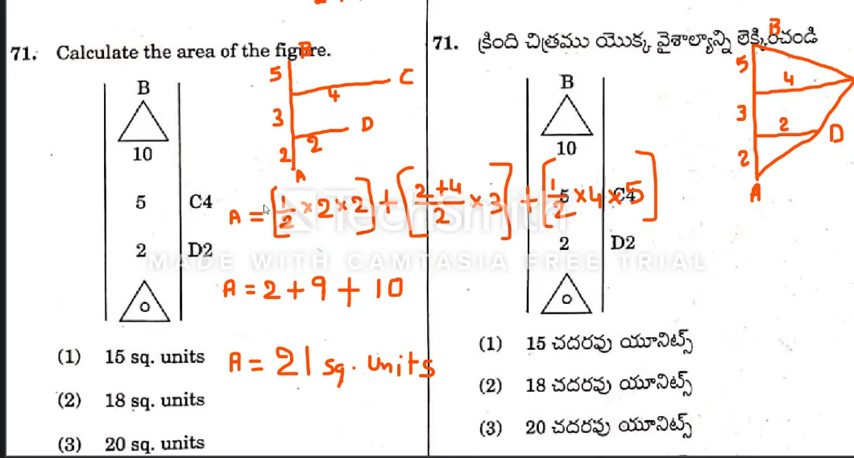 71. Calculate the area of the figure.
B
10
5 C4
2 D2
(1) 15 sq. units
(2) 18 sq. units
(3) 20 sq. units
B
5
C
4
3
D
2
2
A
A = [1/2 × 2 × 2] + [2+4/2 × 3] + [1/2 × 4 × 5]
A = 2 + 9 + 10
A = 21 sq. units
TechSmith
MADE WITH CAMTASIA FREE TRIAL
71. క్రింది చిత్రము యొక్క వైశాల్యాన్ని లెక్కించండి
B
10
5 C4
2 D2
(1) 15 చదరపు యూనిట్స్
(2) 18 చదరపు యూనిట్స్
(3) 20 చదరపు యూనిట్స్
B
5
4
3
2
D
2
A